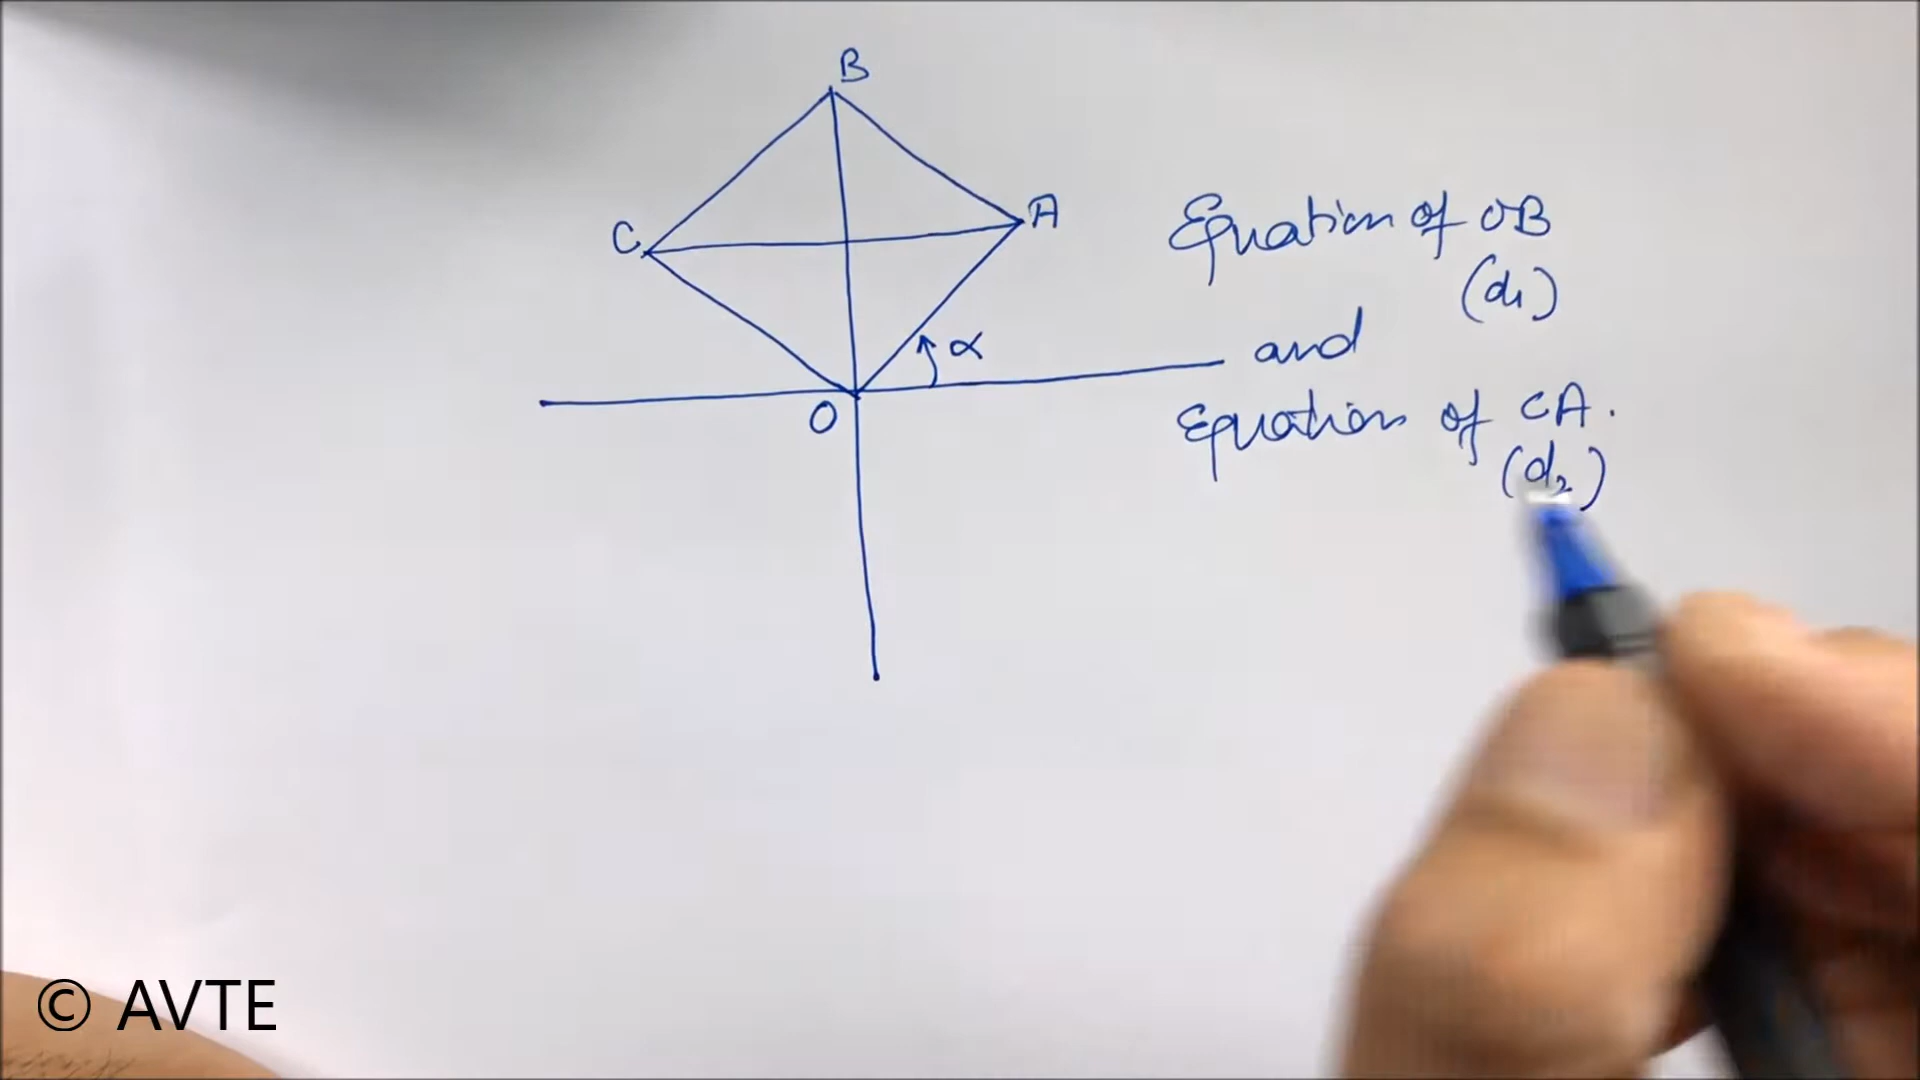 B
C
A
α
O
Equation of OB
(d1)
and
Equation of CA.
(d2)
© AVTE